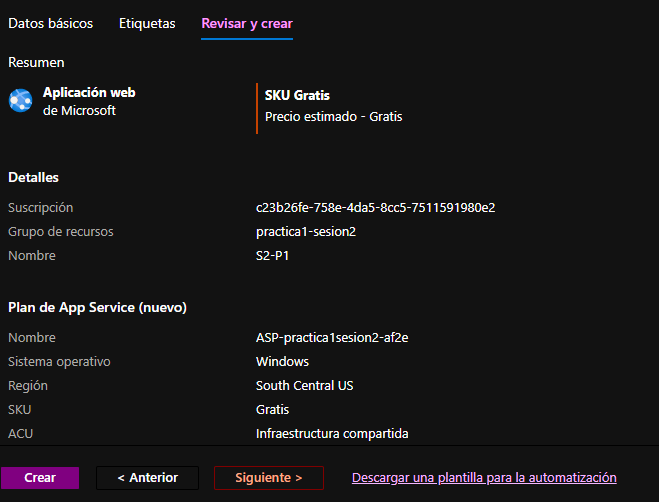 Datos básicos Etiquetas Revisar y crear
Resumen
Aplicación web
de Microsoft
SKU Gratis
Precio estimado - Gratis
Detalles
Suscripción c23b26fe-758e-4da5-8cc5-7511591980e2
Grupo de recursos practica1-sesion2
Nombre S2-P1
Plan de App Service (nuevo)
Nombre ASP-practica1sesion2-af2e
Sistema operativo Windows
Región South Central US
SKU Gratis
ACU Infraestructura compartida
Crear < Anterior Siguiente > Descargar una plantilla para la automatización